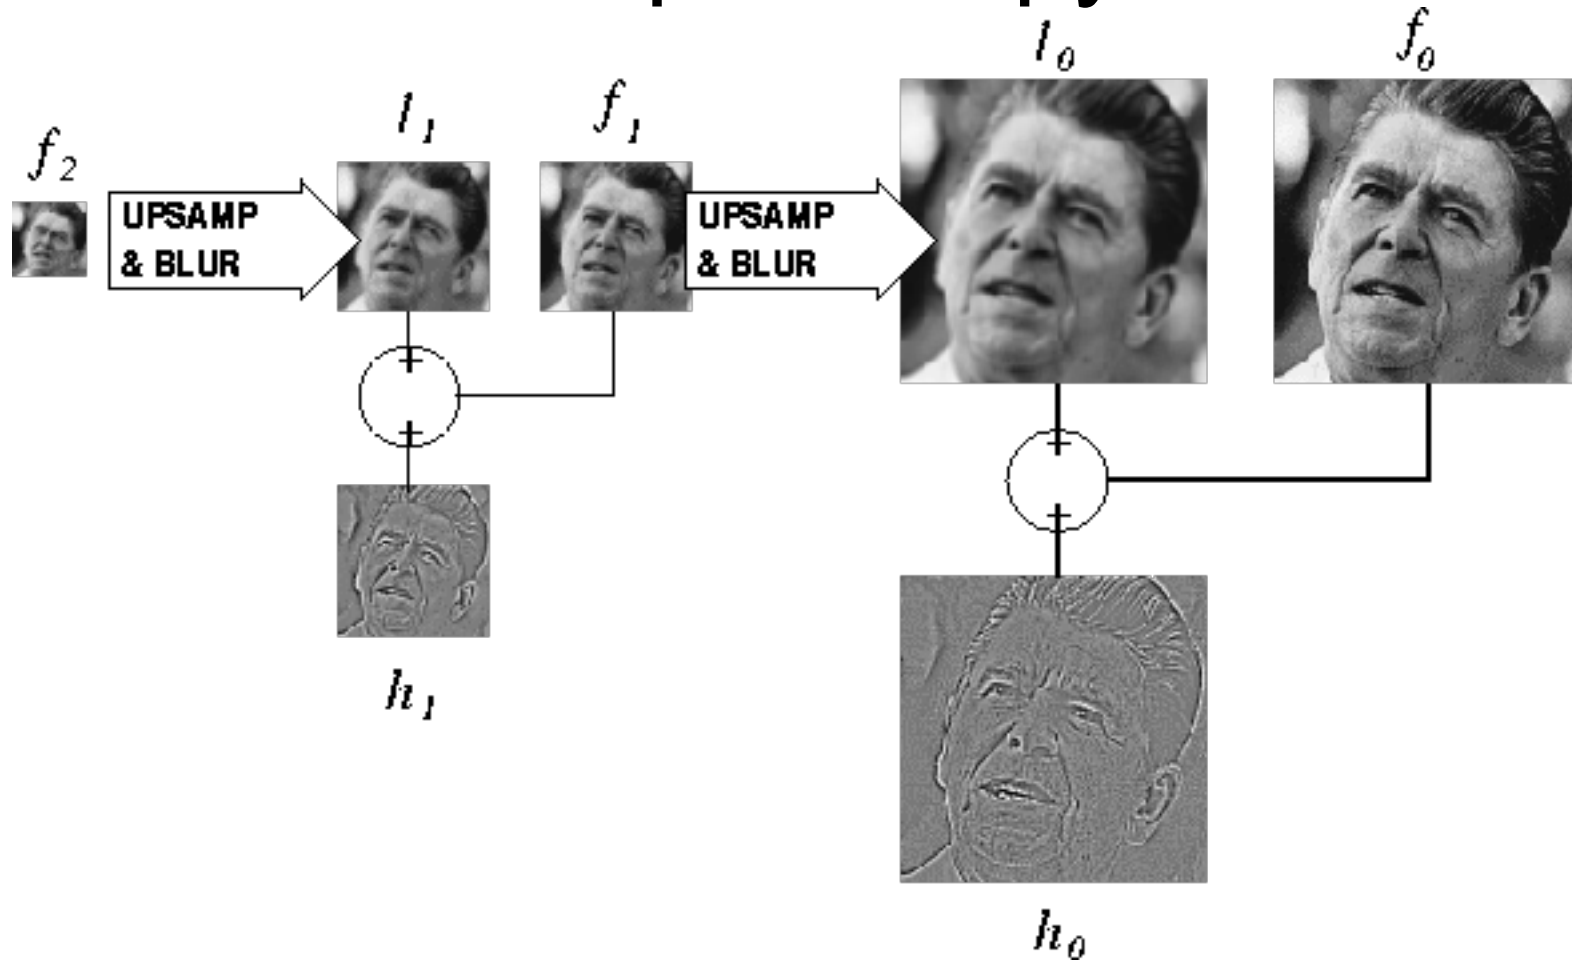 l₀
f₀
l₁
f₁
f₂
UPSAMP
& BLUR
UPSAMP
& BLUR
+
+
+
+
h₁
h₀